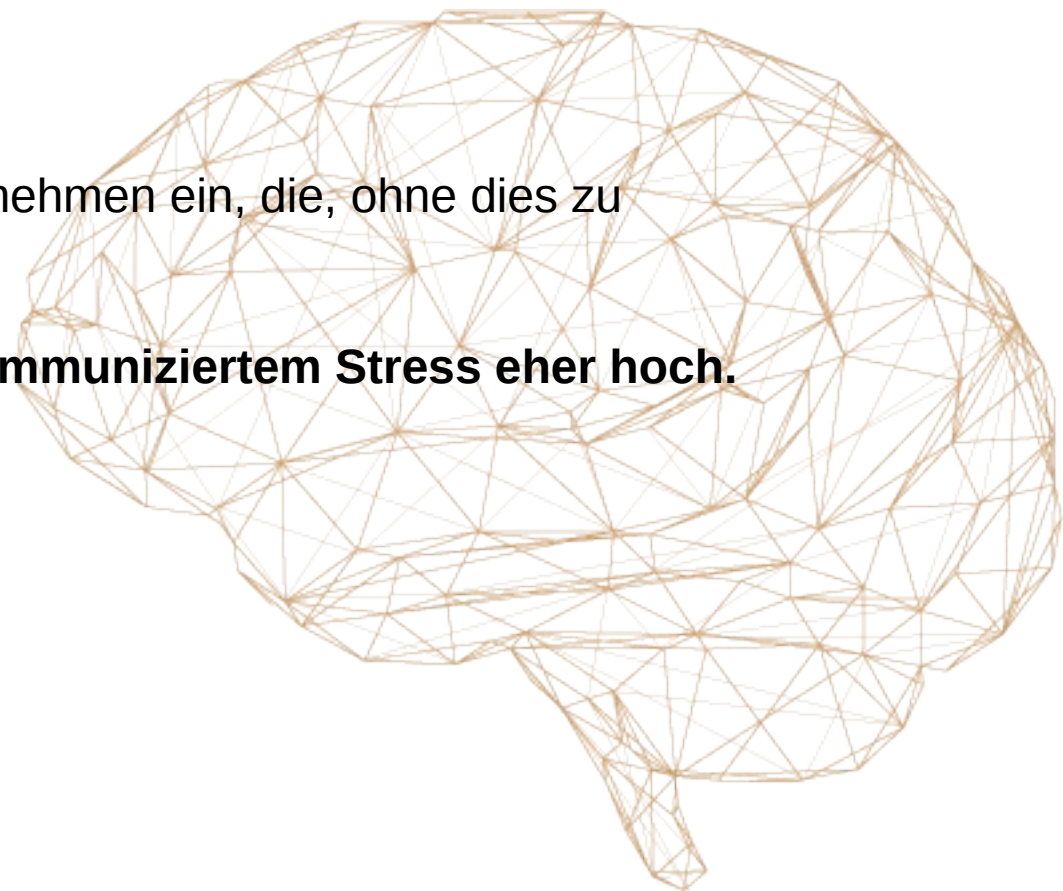 nehmen ein, die, ohne dies zu
mmuniziertem Stress eher hoch.